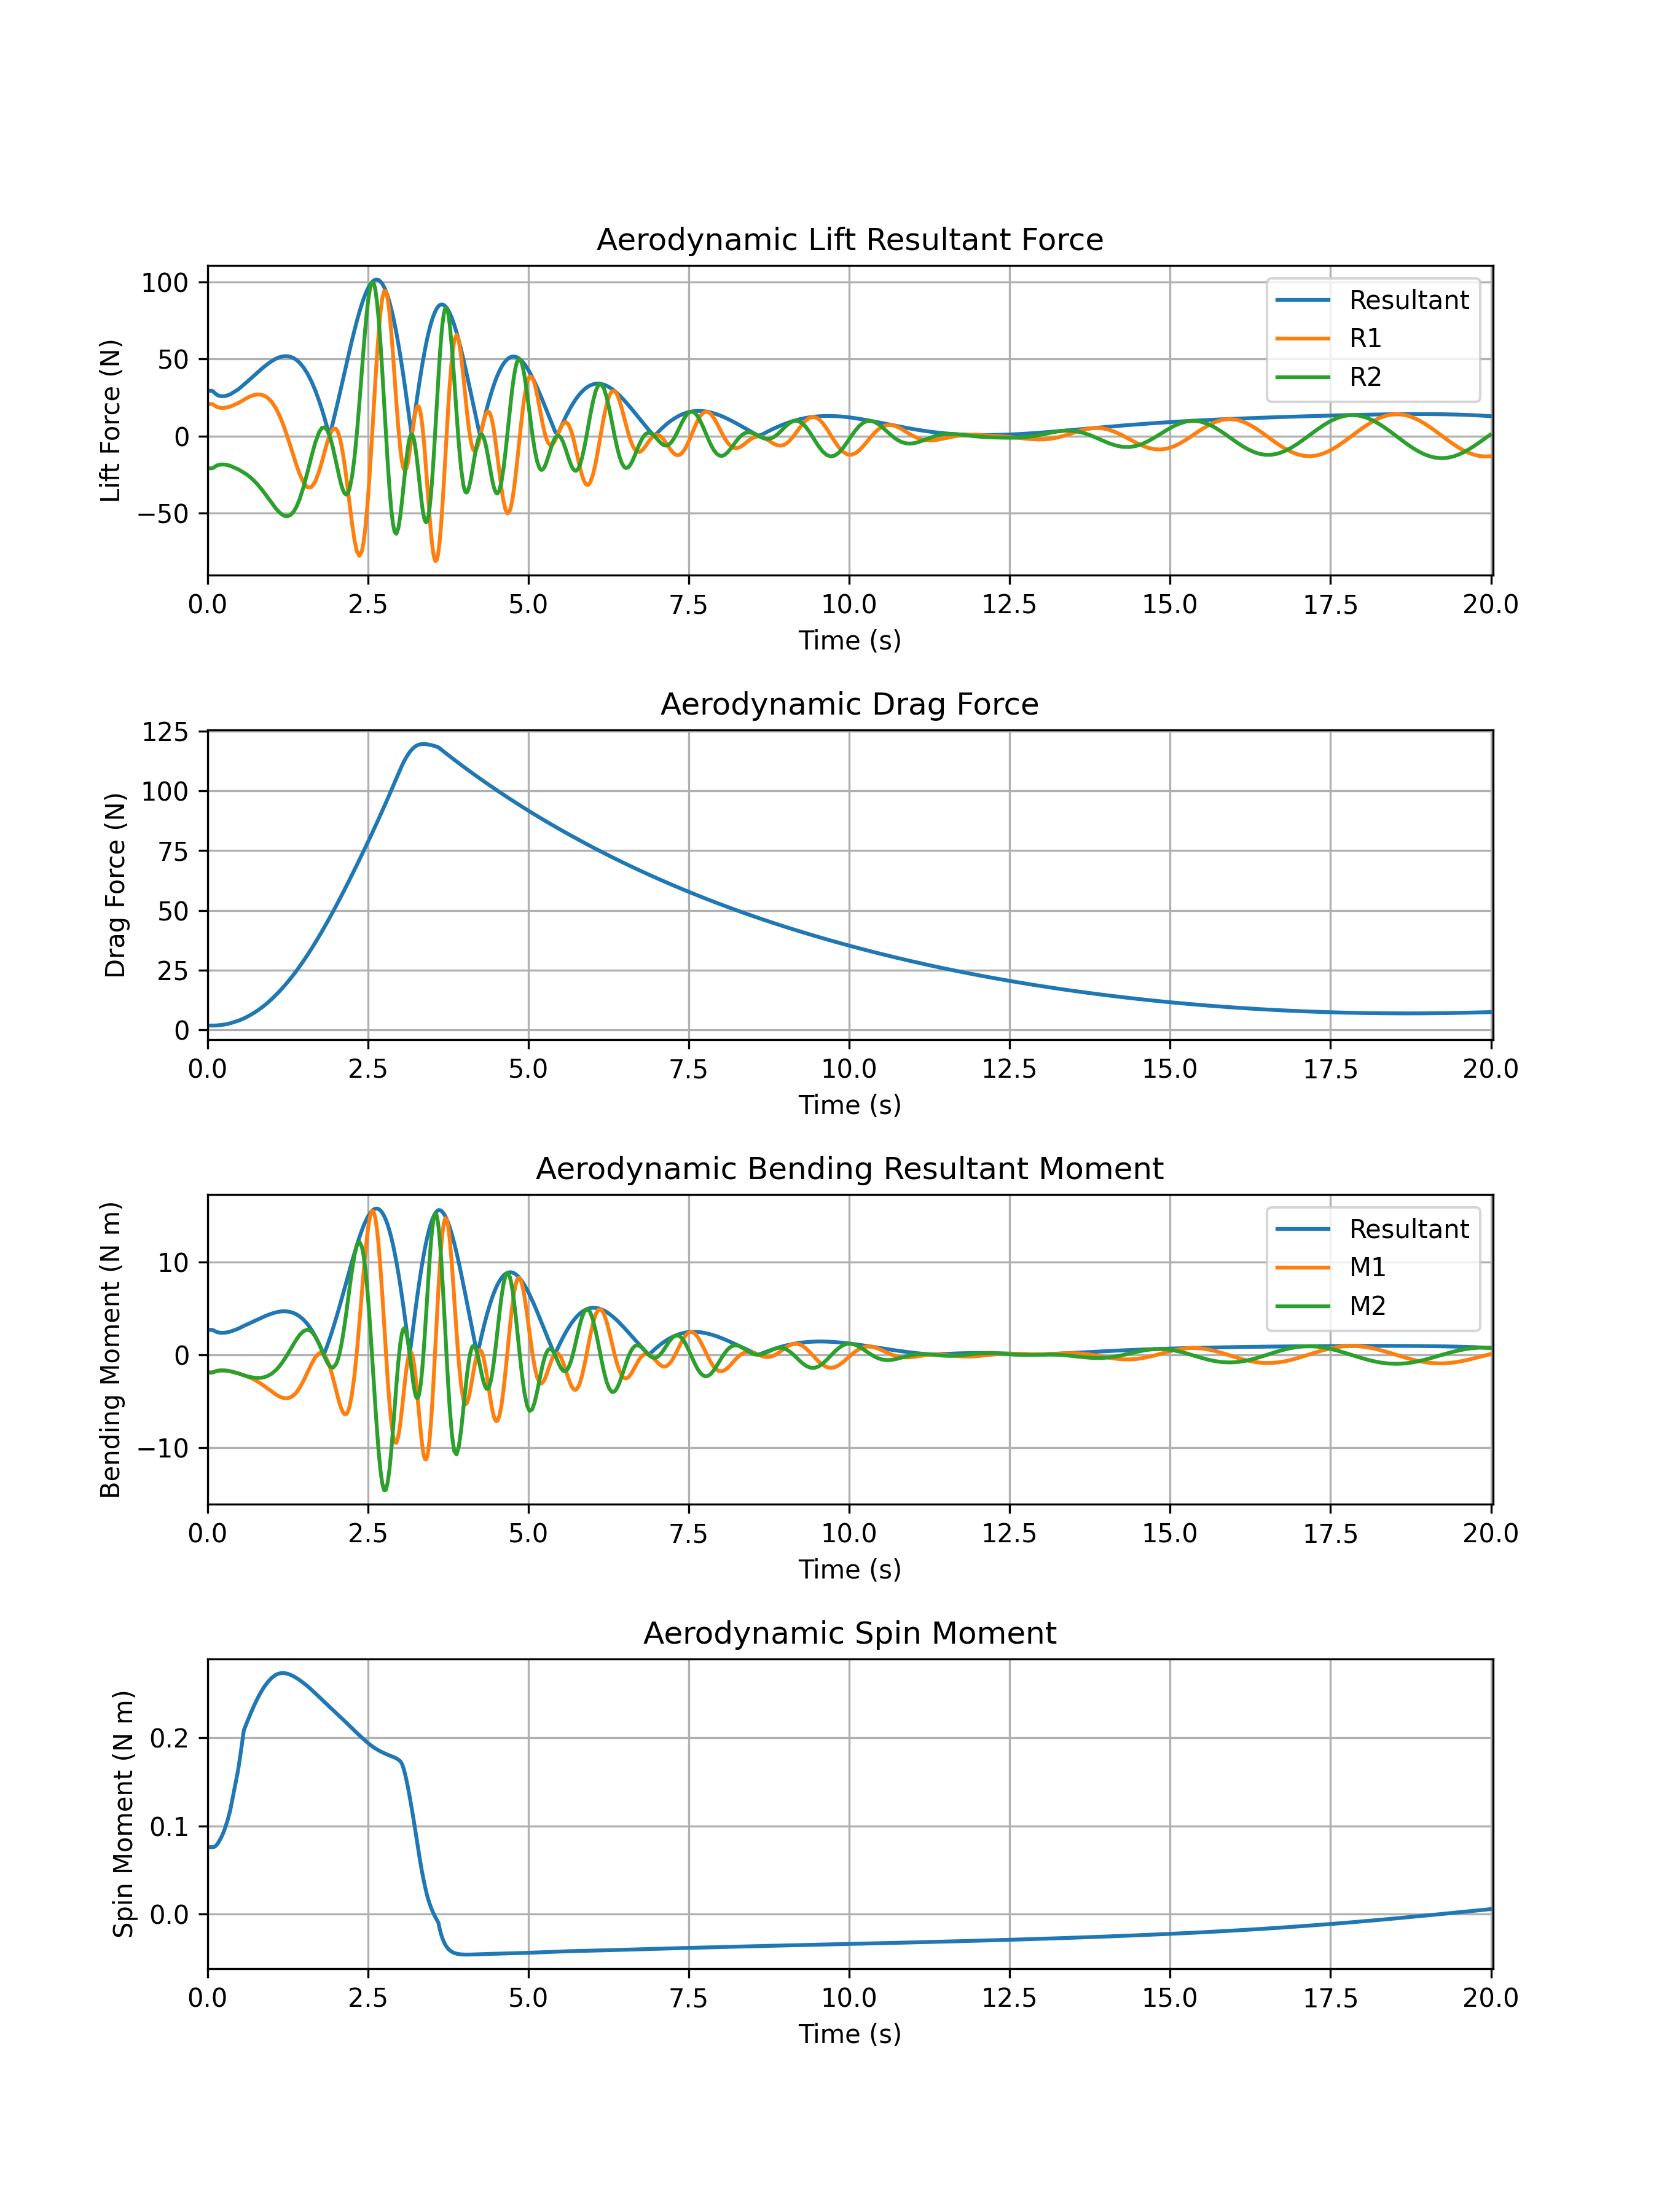 Aerodynamic Lift Resultant Force
Lift Force (N)
100
50
0
−50
Resultant
R1
R2
0.0 2.5 5.0 7.5 10.0 12.5 15.0 17.5 20.0
Time (s)
Aerodynamic Drag Force
Drag Force (N)
125
100
75
50
25
0
0.0 2.5 5.0 7.5 10.0 12.5 15.0 17.5 20.0
Time (s)
Aerodynamic Bending Resultant Moment
Bending Moment (N m)
10
0
−10
Resultant
M1
M2
0.0 2.5 5.0 7.5 10.0 12.5 15.0 17.5 20.0
Time (s)
Aerodynamic Spin Moment
Spin Moment (N m)
0.2
0.1
0.0
0.0 2.5 5.0 7.5 10.0 12.5 15.0 17.5 20.0
Time (s)